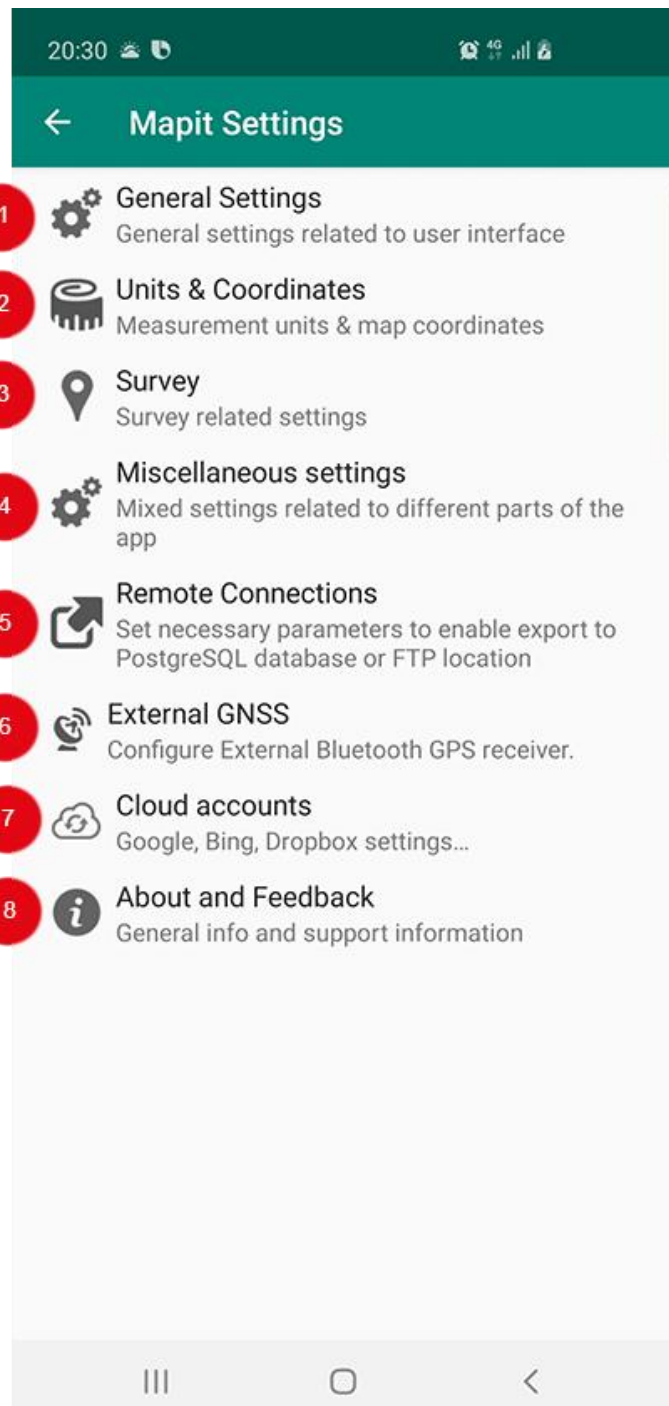 20:30
4G
Mapit Settings
1
General Settings
General settings related to user interface
2
Units & Coordinates
Measurement units & map coordinates
3
Survey
Survey related settings
4
Miscellaneous settings
Mixed settings related to different parts of the
app
5
Remote Connections
Set necessary parameters to enable export to
PostgreSQL database or FTP location
6
External GNSS
Configure External Bluetooth GPS receiver.
7
Cloud accounts
Google, Bing, Dropbox settings...
8
About and Feedback
General info and support information